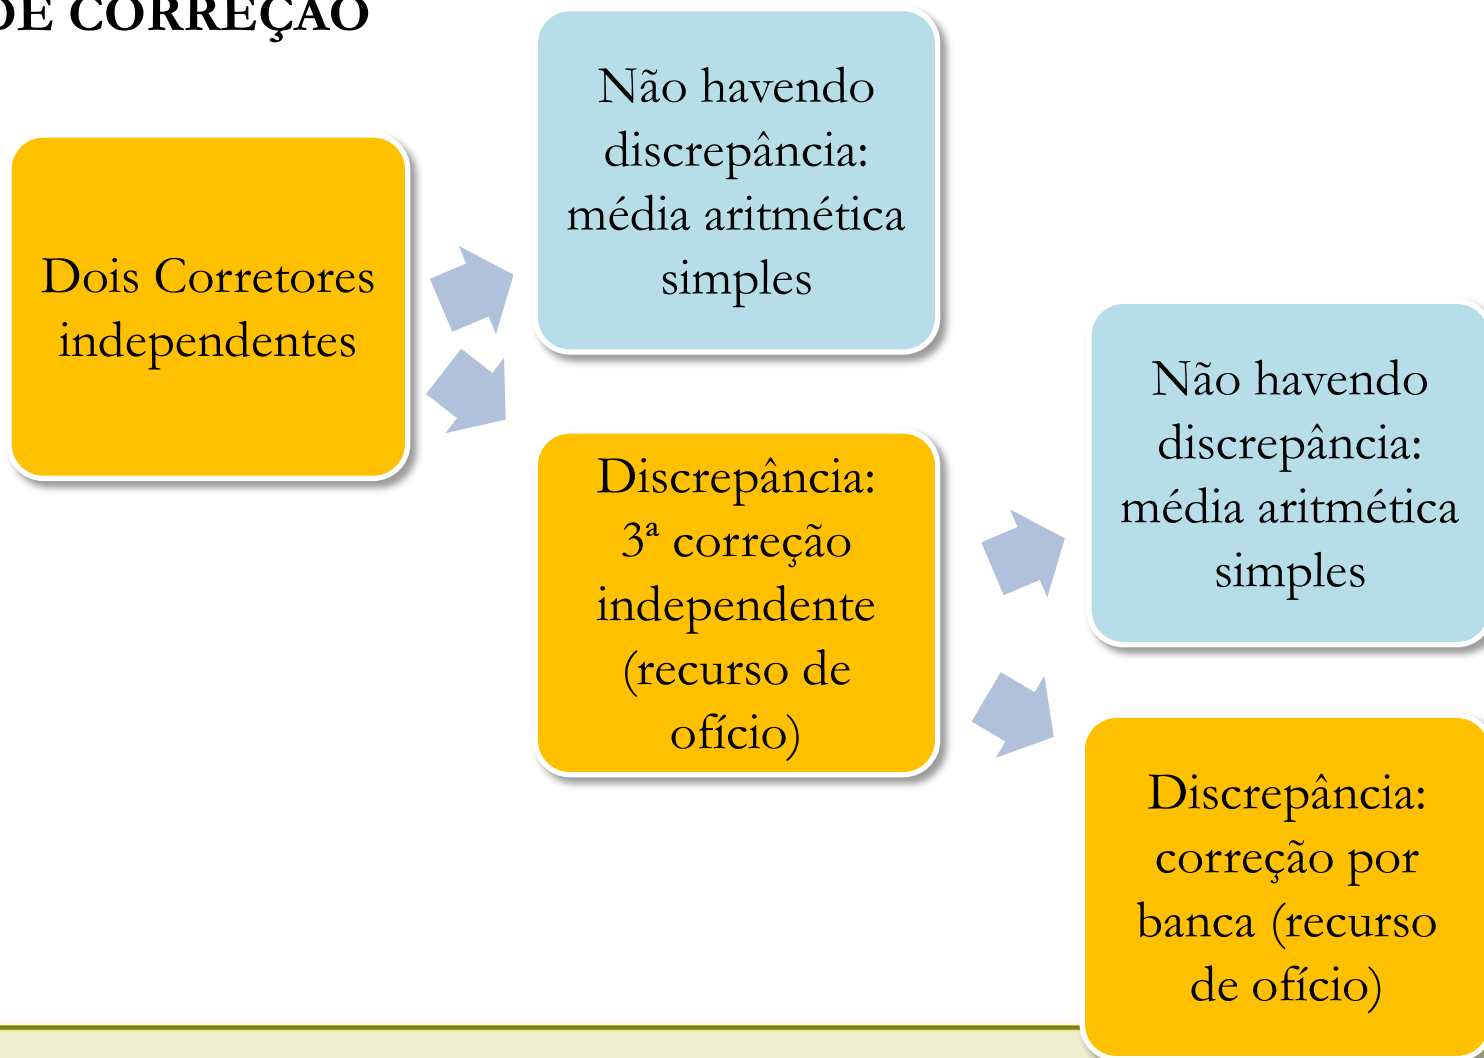 DE CORREÇÃO
Dois Corretores
independentes
Não havendo
discrepância:
média aritmética
simples
Discrepância:
3ª correção
independente
(recurso de
ofício)
Não havendo
discrepância:
média aritmética
simples
Discrepância:
correção por
banca (recurso
de ofício)